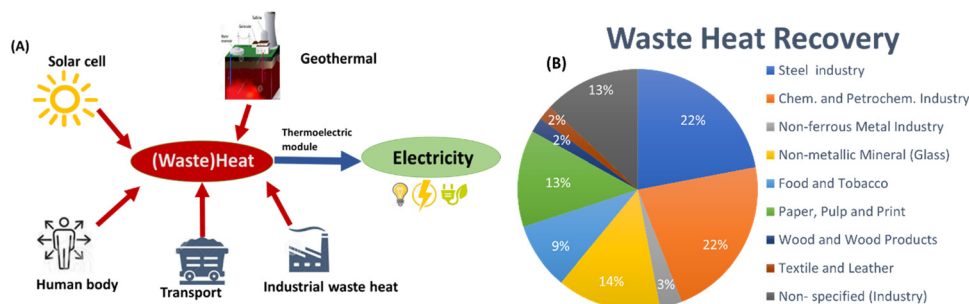 (A)
Solar cell
Geothermal
Thermoelectric
module
(Waste)Heat
Electricity
Human body
Transport
Industrial waste heat
Waste Heat Recovery
(B)
22%
22%
3%
14%
9%
13%
2%
2%
13%
Steel industry
Chem. and Petrochem. Industry
Non-ferrous Metal Industry
Non-metallic Mineral (Glass)
Food and Tobacco
Paper, Pulp and Print
Wood and Wood Products
Textile and Leather
Non- specified (Industry)